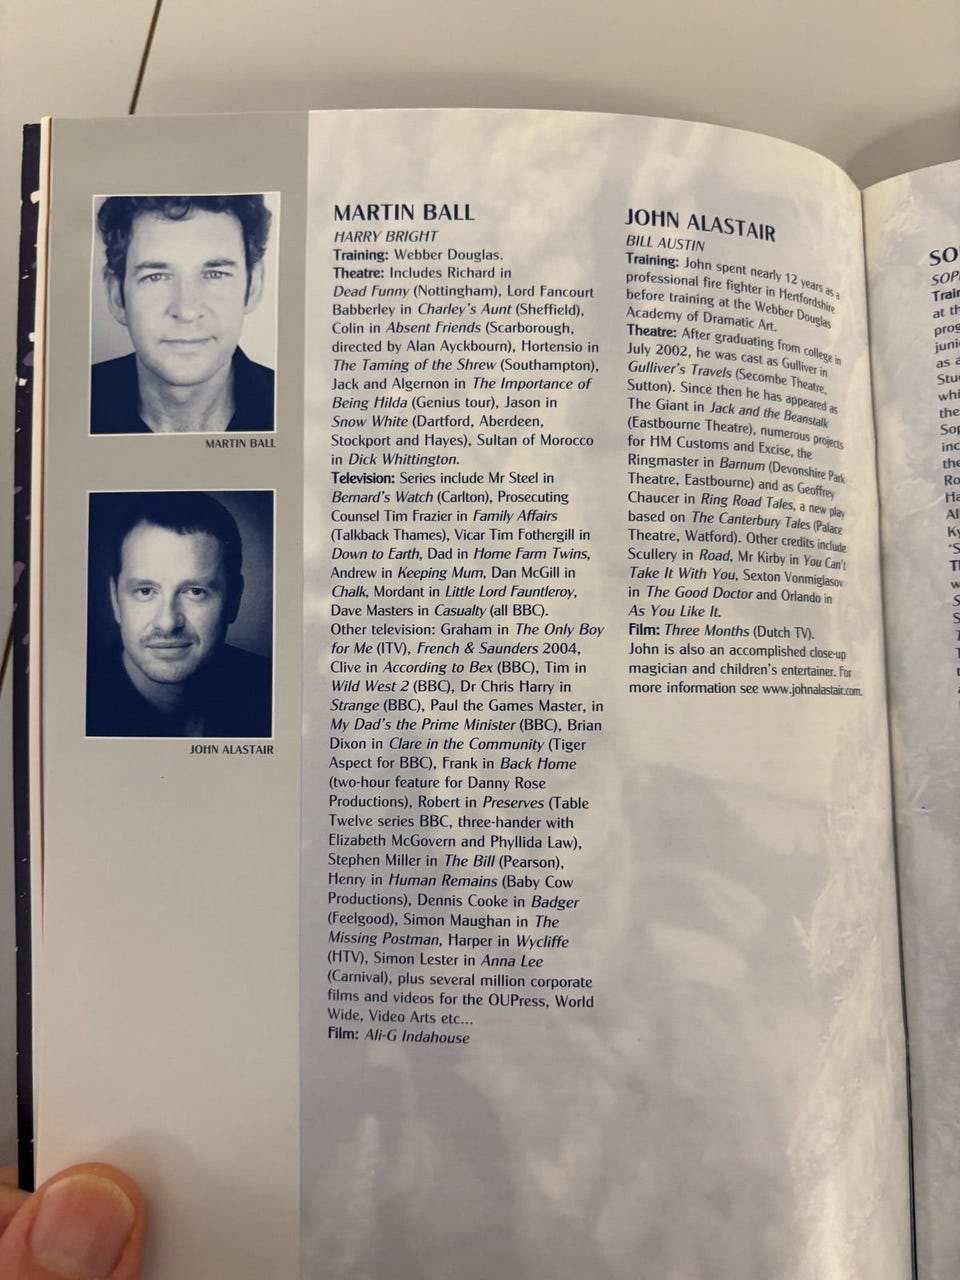 MARTIN BALL
JOHN ALASTAIR
MARTIN BALL
HARRY BRIGHT
Training: Webber Douglas.
Theatre: Includes Richard in
Dead Funny (Nottingham), Lord Fancourt
Babberley in Charley's Aunt (Sheffield),
Colin in Absent Friends (Scarborough,
directed by Alan Ayckbourn), Hortensio in
The Taming of the Shrew (Southampton),
Jack and Algernon in The Importance of
Being Hilda (Genius tour), Jason in
Snow White (Dartford, Aberdeen,
Stockport and Hayes), Sultan of Morocco
in Dick Whittington.
Television: Series include Mr Steel in
Bernard's Watch (Carlton), Prosecuting
Counsel Tim Frazier in Family Affairs
(Talkback Thames), Vicar Tim Fothergill in
Down to Earth, Dad in Home Farm Twins,
Andrew in Keeping Mum, Dan McGill in
Chalk, Mordant in Little Lord Fauntleroy,
Dave Masters in Casualty (all BBC).
Other television: Graham in The Only Boy
for Me (ITV), French & Saunders 2004,
Clive in According to Bex (BBC), Tim in
Wild West 2 (BBC), Dr Chris Harry in
Strange (BBC), Paul the Games Master, in
My Dad's the Prime Minister (BBC), Brian
Dixon in Clare in the Community (Tiger
Aspect for BBC), Frank in Back Home
(two-hour feature for Danny Rose
Productions), Robert in Preserves (Table
Twelve series BBC, three-hander with
Elizabeth McGovern and Phyllida Law),
Stephen Miller in The Bill (Pearson),
Henry in Human Remains (Baby Cow
Productions), Dennis Cooke in Badger
(Feelgood), Simon Maughan in The
Missing Postman, Harper in Wycliffe
(HTV), Simon Lester in Anna Lee
(Carnival), plus several million corporate
films and videos for the OUPress, World
Wide, Video Arts etc...
Film: Ali-G Indahouse
JOHN ALASTAIR
BILL AUSTIN
Training: John spent nearly 12 years as a
professional fire fighter in Hertfordshire
before training at the Webber Douglas
Academy of Dramatic Art.
Theatre: After graduating from college in
July 2002, he was cast as Gulliver in
Gulliver's Travels (Secombe Theatre,
Sutton). Since then he has appeared as
The Giant in Jack and the Beanstalk
(Eastbourne Theatre), numerous projects
for HM Customs and Excise, the
Ringmaster in Barnum (Devonshire Park
Theatre, Eastbourne) and as Geoffrey
Chaucer in Ring Road Tales, a new play
based on The Canterbury Tales (Palace
Theatre, Watford). Other credits include
Scullery in Road, Mr Kirby in You Can't
Take It With You, Sexton Vonmiglasov
in The Good Doctor and Orlando in
As You Like It.
Film: Three Months (Dutch TV).
John is also an accomplished close-up
magician and children's entertainer. For
more information see www.johnalastair.com.